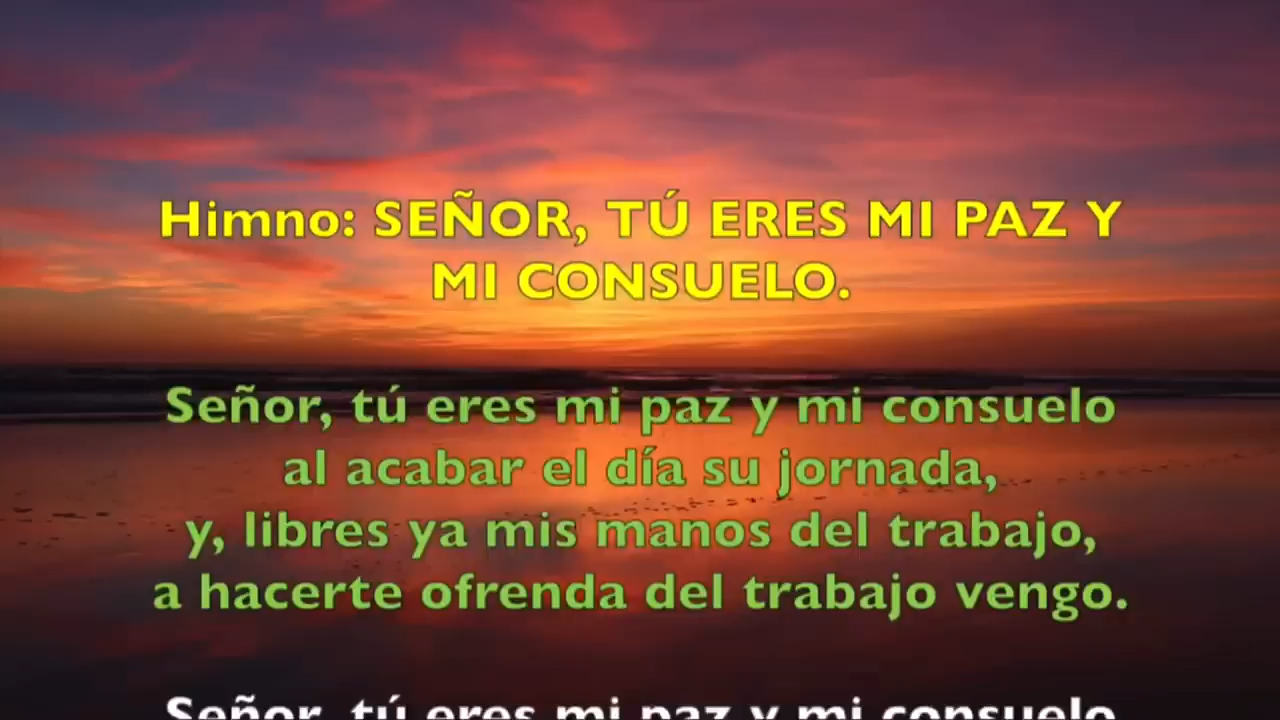 Himno: SEÑOR, TÚ ERES MI PAZ Y
MI CONSUELO.
Señor, tú eres mi paz y mi consuelo
al acabar el día su jornada,
y, libres ya mis manos del trabajo,
a hacerte ofrenda del trabajo vengo.
Señor, tú eres mi paz y mi consuelo